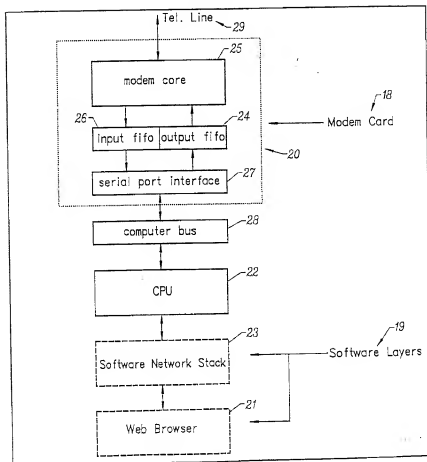 Tel. Line
29
25
modem core
18
Modem Card
26
24
input fifo
output fifo
20
serial port interface
27
computer bus
28
22
CPU
23
Software Network Stack
19
Software Layers
21
Web Browser